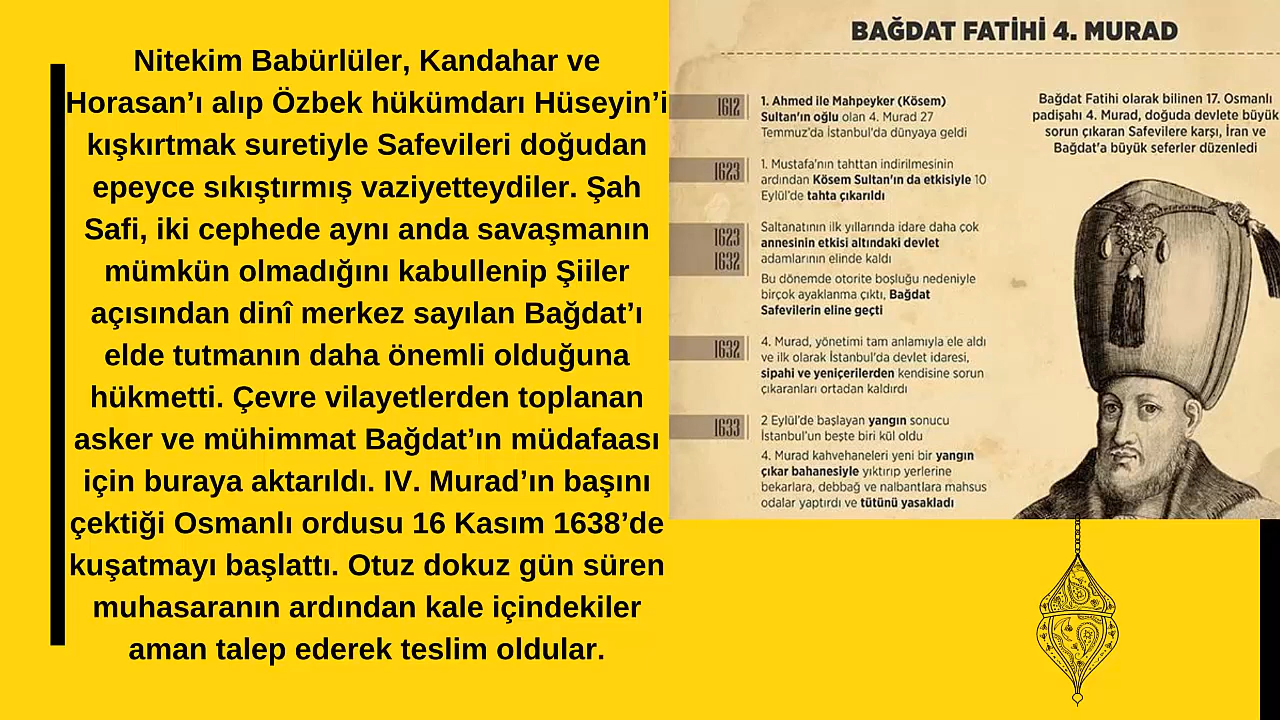 Nitekim Babürlüler, Kandahar ve
Horasan’ı alıp Özbek hükümdarı Hüseyin’i
kışkırtmak suretiyle Safevileri doğudan
epeyce sıkıştırmış vaziyetteydiler. Şah
Safi, iki cephede aynı anda savaşmanın
mümkün olmadığını kabullenip Şiiler
açısından dinî merkez sayılan Bağdat’ı
elde tutmanın daha önemli olduğuna
hükmetti. Çevre vilayetlerden toplanan
asker ve mühimmat Bağdat’ın müdafaası
için buraya aktarıldı. IV. Murad’ın başını
çektiği Osmanlı ordusu 16 Kasım 1638’de
kuşatmayı başlattı. Otuz dokuz gün süren
muhasaranın ardından kale içindekiler
aman talep ederek teslim oldular.
BAĞDAT FATİHİ 4. MURAD
1612
1. Ahmed ile Mahpeyker (Kösem)
Sultan'ın oğlu olan 4. Murad 27
Temmuz'da İstanbul'da dünyaya geldi
1623
1. Mustafa'nın tahttan indirilmesinin
ardından Kösem Sultan'ın da etkisiyle 10
Eylül'de tahta çıkarıldı
1623
1632
Saltanatının ilk yıllarında idare daha çok
annesinin etkisi altındaki devlet
adamlarının elinde kaldı
Bu dönemde otorite boşluğu nedeniyle
birçok ayaklanma çıktı, Bağdat
Safevilerin eline geçti
1632
4. Murad, yönetimi tam anlamıyla ele aldı
ve ilk olarak İstanbul'da devlet idaresi,
sipahi ve yeniçerilerden kendisine sorun
çıkaranları ortadan kaldırdı
1633
2 Eylül'de başlayan yangın sonucu
İstanbul'un beşte biri kül oldu
4. Murad kahvehaneleri yeni bir yangın
çıkar bahanesiyle yıktırıp yerlerine
bekarlara, debbağ ve nalbantlara mahsus
odalar yaptırdı ve tütünü yasakladı
Bağdat Fatihi olarak bilinen 17. Osmanlı
padişahı 4. Murad, doğuda devlete büyük
sorun çıkaran Safevilere karşı, İran ve
Bağdat'a büyük seferler düzenledi